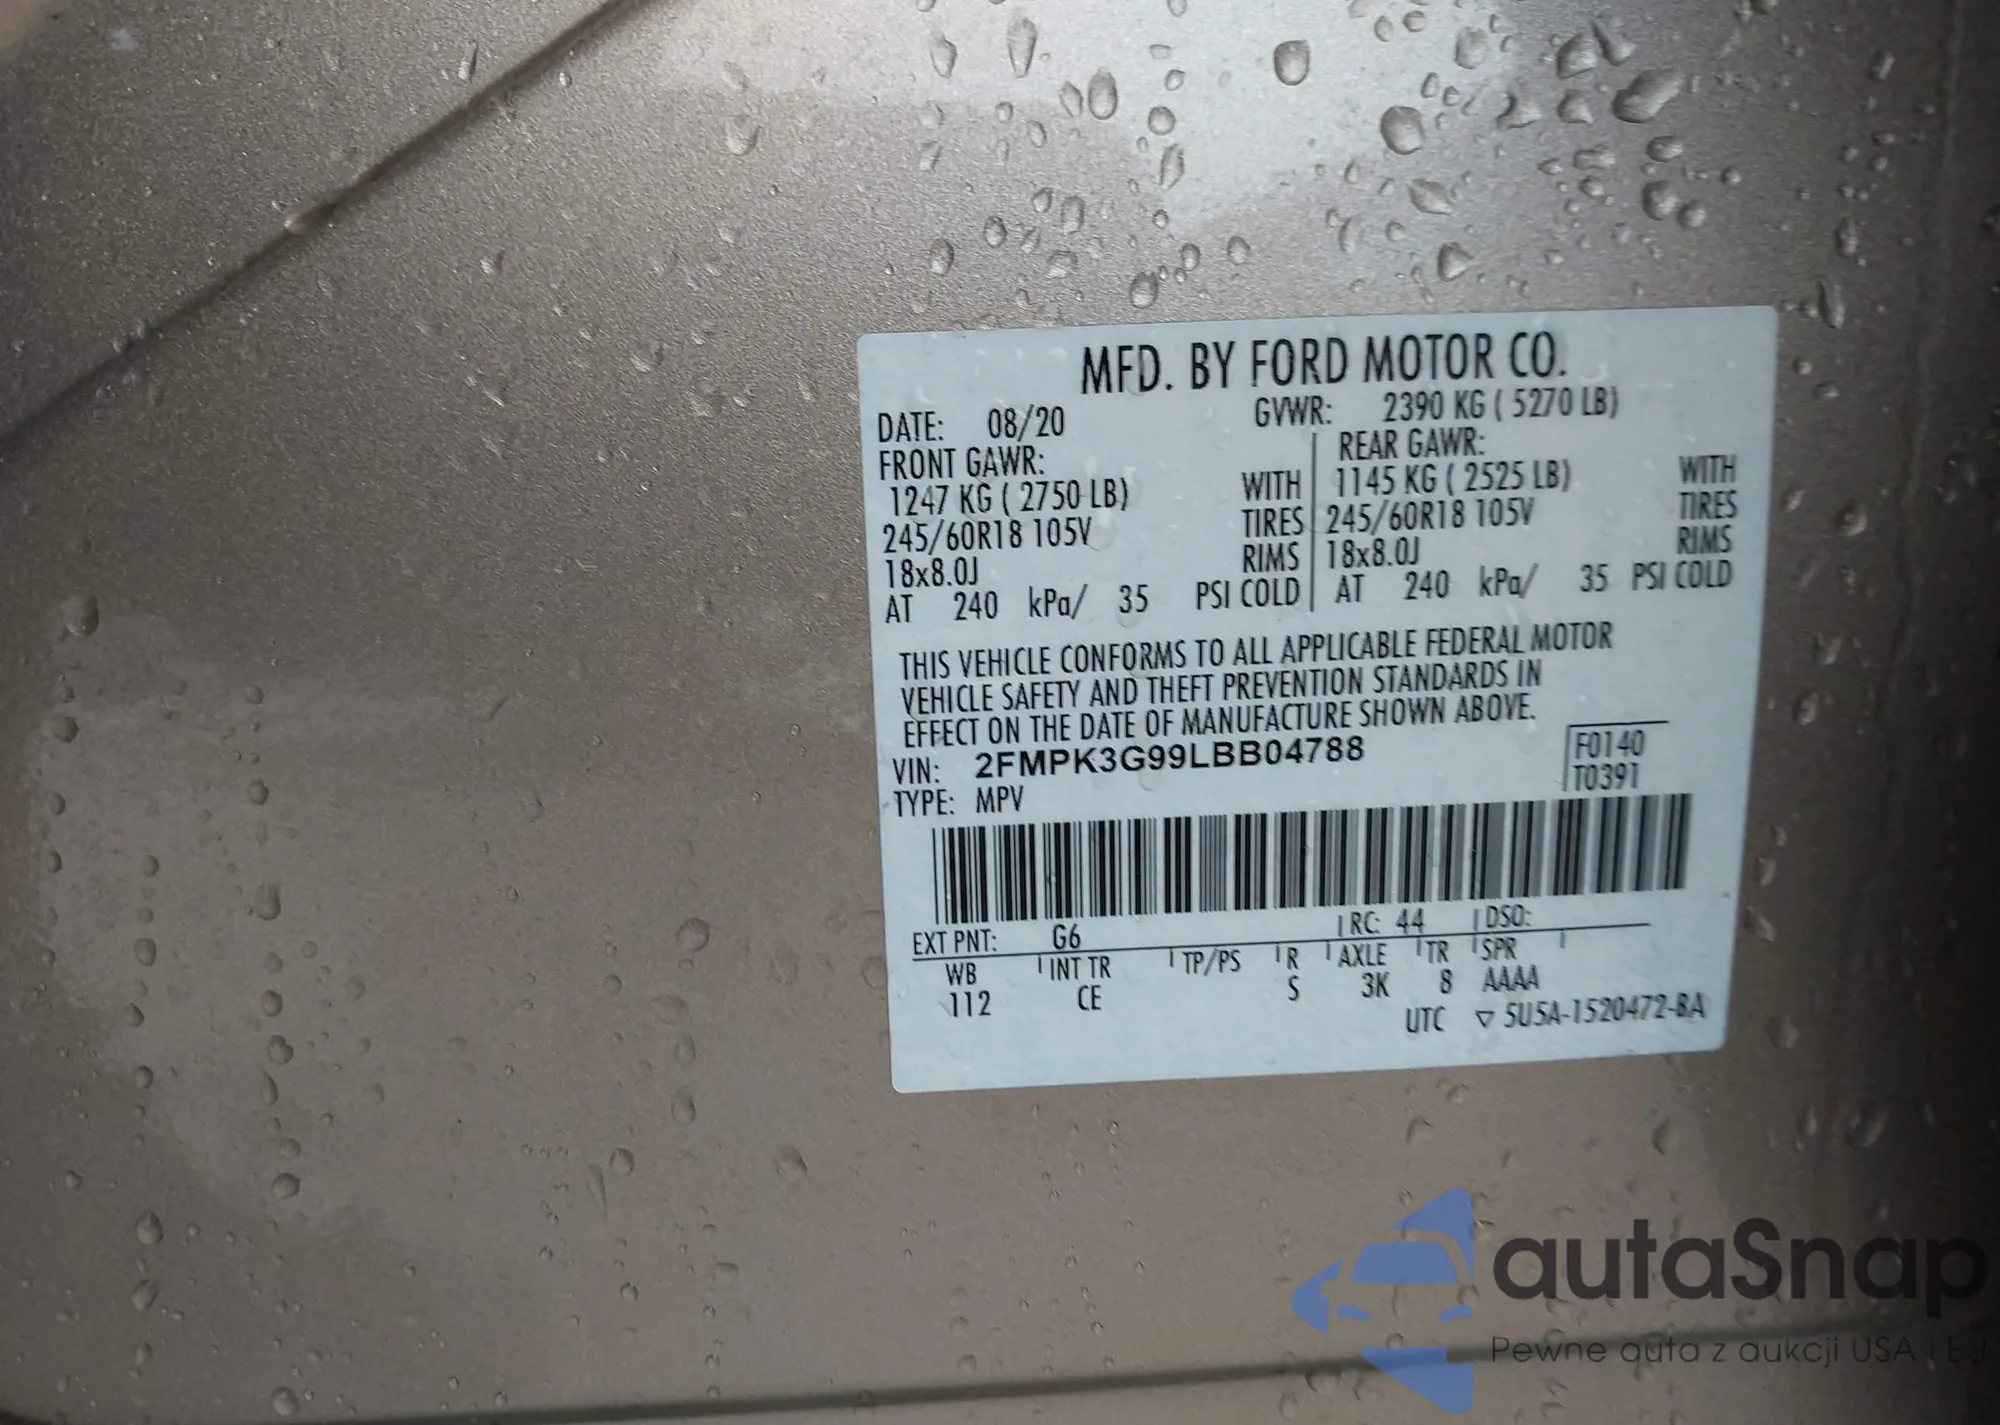 MFD. BY FORD MOTOR CO.
DATE: 08/20 GVWR: 2390 KG ( 5270 LB)
FRONT GAWR: REAR GAWR:
1247 KG ( 2750 LB) WITH 1145 KG ( 2525 LB) WITH
245/60R18 105V TIRES 245/60R18 105V TIRES
18x8.0J RIMS 18x8.0J RIMS
AT 240 kPa/ 35 PSI COLD AT 240 kPa/ 35 PSI COLD
THIS VEHICLE CONFORMS TO ALL APPLICABLE FEDERAL MOTOR
VEHICLE SAFETY AND THEFT PREVENTION STANDARDS IN
EFFECT ON THE DATE OF MANUFACTURE SHOWN ABOVE.
VIN: 2FMPK3G99LBB04788 F0140
TYPE: MPV T0391
EXT PNT: G6 RC: 44 DSO:
WB INT TR TP/PS R AXLE TR SPR
112 CE S 3K 8 AAAA
UTC ▽ 5U5A-1520472-BA
autaSnap
Pewne auta z aukcji USA i EU